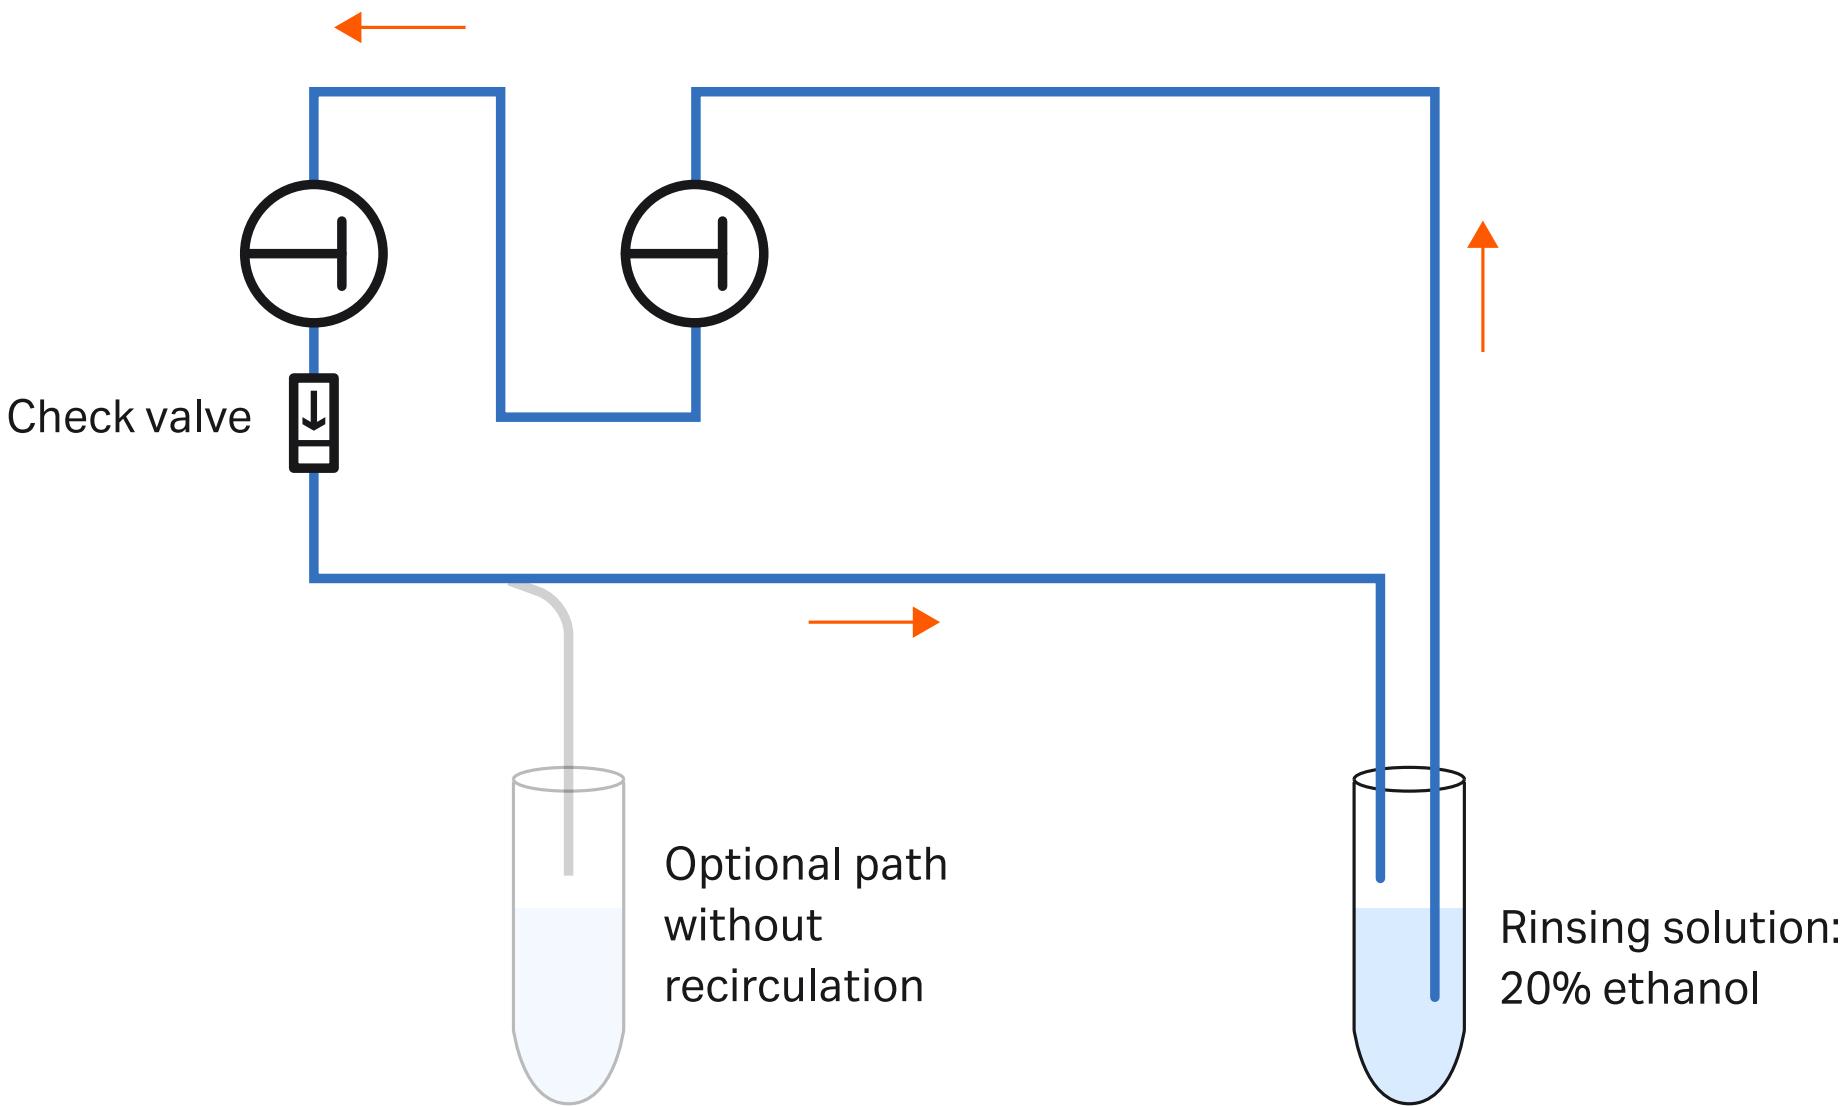 Check valve
Optional path
without
recirculation
Rinsing solution:
20% ethanol